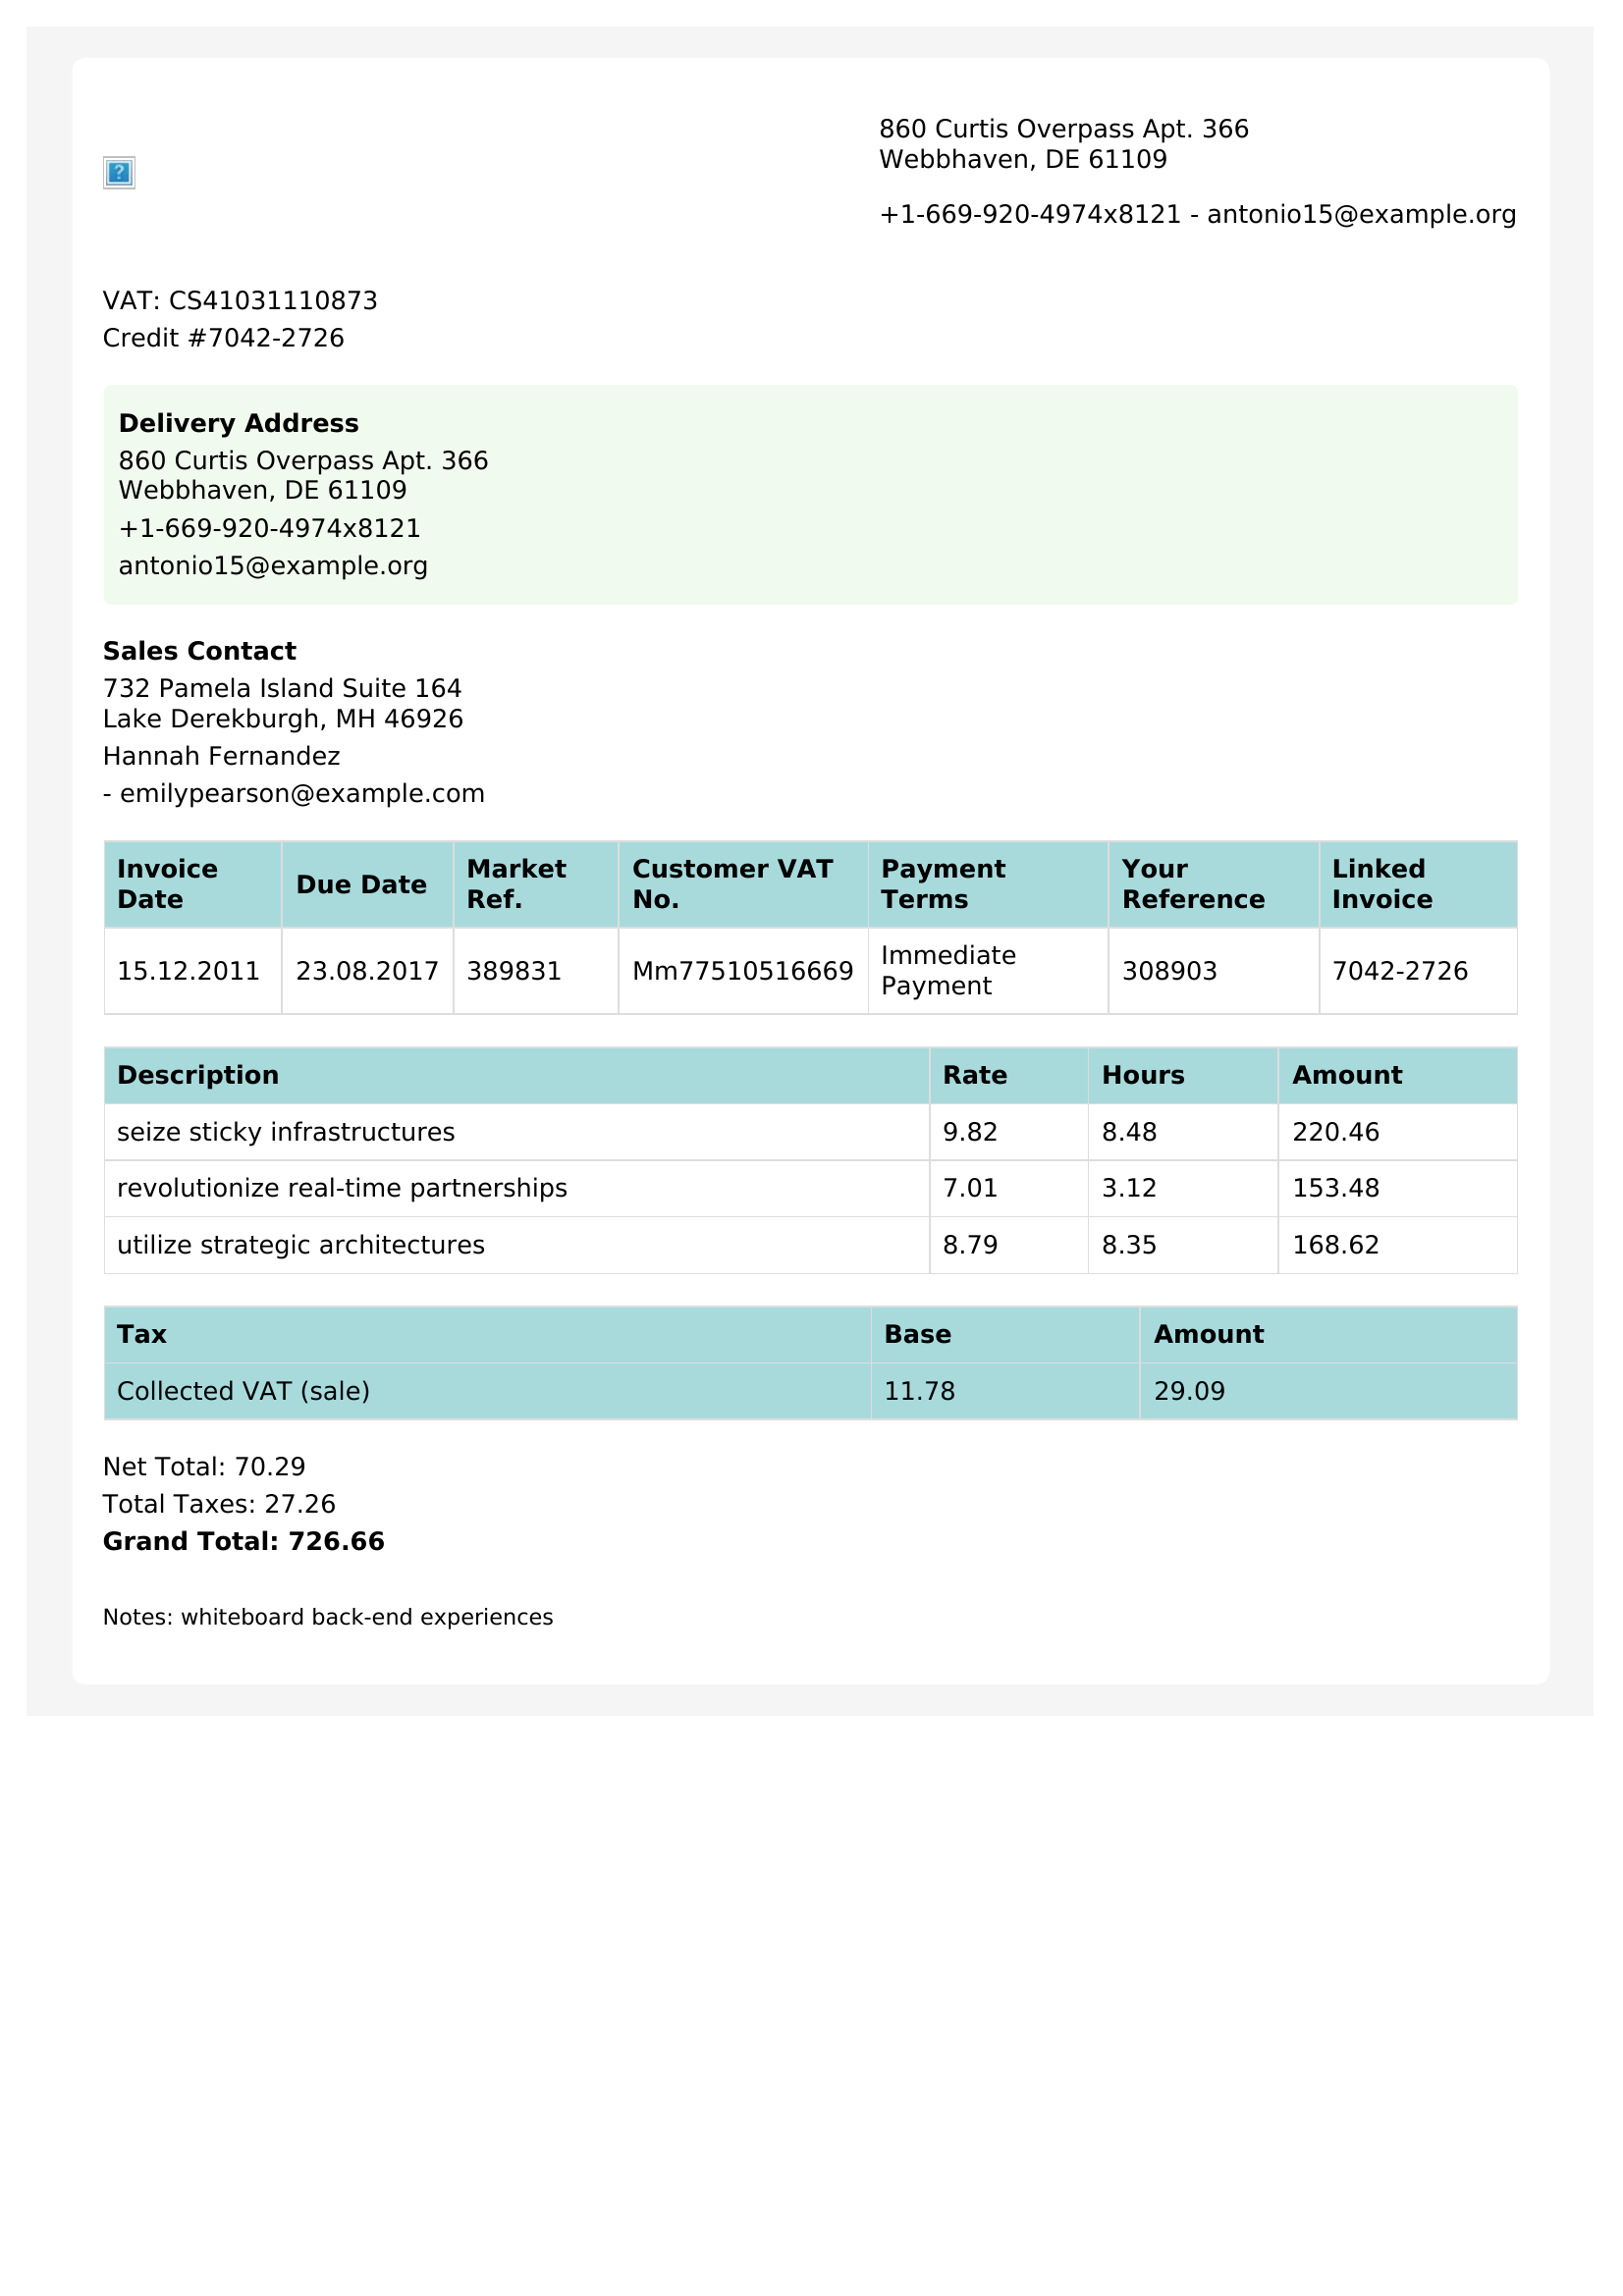 860 Curtis Overpass Apt. 366
Webbhaven, DE 61109
+1-669-920-4974x8121 - antonio15@example.org
VAT: CS41031110873
Credit #7042-2726
Delivery Address
860 Curtis Overpass Apt. 366
Webbhaven, DE 61109
+1-669-920-4974x8121
antonio15@example.org
Sales Contact
732 Pamela Island Suite 164
Lake Derekburgh, MH 46926
Hannah Fernandez
- emilypearson@example.com
Invoice Date Due Date Market Ref. Customer VAT No. Payment Terms Your Reference Linked Invoice
15.12.2011 23.08.2017 389831 Mm77510516669 Immediate Payment 308903 7042-2726
Description Rate Hours Amount
seize sticky infrastructures 9.82 8.48 220.46
revolutionize real-time partnerships 7.01 3.12 153.48
utilize strategic architectures 8.79 8.35 168.62
Tax Base Amount
Collected VAT (sale) 11.78 29.09
Net Total: 70.29
Total Taxes: 27.26
Grand Total: 726.66
Notes: whiteboard back-end experiences